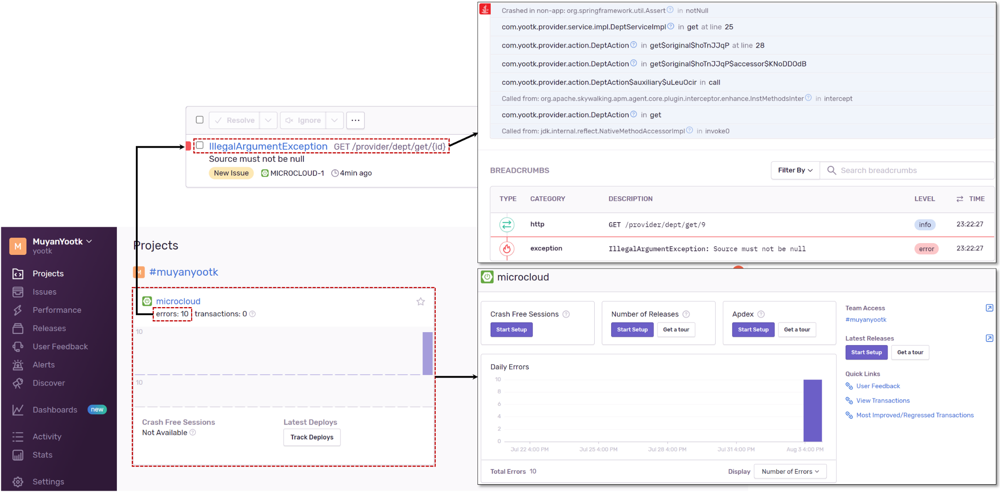 Crashed in non-app: org.springframework.util.Assert ? in notNull
com.yootk.provider.service.impl.DeptServiceImpl ? in get at line 25
com.yootk.provider.action.DeptAction ? in get$original$hoTnJJqP at line 28
com.yootk.provider.action.DeptAction ? in get$original$hoTnJJqP$accessor$KNoDDOdB
com.yootk.provider.action.DeptAction$auxiliary$uLeuOcir in call
Called from: org.apache.skywalking.apm.agent.core.plugin.interceptor.enhance.InstMethodsInter ? in intercept
com.yootk.provider.action.DeptAction ? in get
Called from: jdk.internal.reflect.NativeMethodAccessorImpl ? in invoke0
BREADCRUMBS
Filter By
Search breadcrumbs
TYPE CATEGORY DESCRIPTION LEVEL TIME
http GET /provider/dept/get/9 info 23:22:27
exception IllegalArgumentException: Source must not be null error 23:22:27
Resolve Ignore ...
IllegalArgumentException GET /provider/dept/get/{id}
Source must not be null
New Issue MICROCLOUD-1 4min ago
M MuyanYootk
yootk
Projects
Issues
Performance
Releases
User Feedback
Alerts
Discover
Dashboards new
Activity
Stats
Settings
Projects
M #muyanyootk
microcloud
errors: 10 transactions: 0 ?
10
10
Crash Free Sessions
Not Available ?
Latest Deploys
Track Deploys
microcloud
Crash Free Sessions ?
Start Setup
Number of Releases ?
Start Setup Get a tour
Apdex ?
Start Setup Get a tour
Team Access
#muyanyootk
Latest Releases
Start Setup Get a tour
Quick Links
User Feedback
View Transactions
Most Improved/Regressed Transactions
Daily Errors
10
8
6
4
2
0
Jul 22 4:00 PM Jul 25 4:00 PM Jul 28 4:00 PM Jul 31 4:00 PM Aug 3 4:00 PM
Total Errors 10
Display Number of Errors